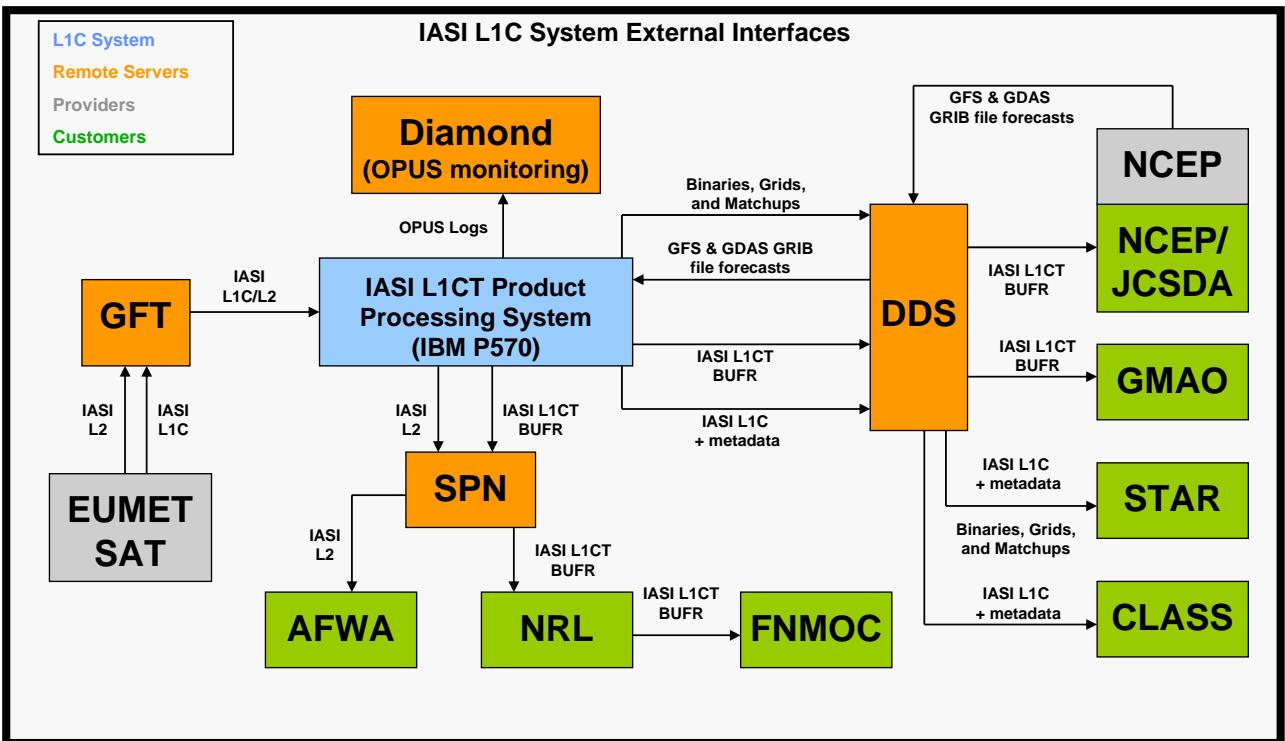 IASI L1C System External Interfaces
L1C System
Remote Servers
Providers
Customers
Diamond
(OPUS monitoring)
OPUS Logs
GFS & GDAS
GRIB file forecasts
NCEP
NCEP/
JCSDA
Binaries, Grids,
and Matchups
GFS & GDAS GRIB
file forecasts
IASI
L1C/L2
GFT
IASI L1CT Product
Processing System
(IBM P570)
DDS
IASI L1CT
BUFR
IASI L1CT
BUFR
IASI L1CT
BUFR
GMAO
IASI
L2
IASI
L1C
IASI
L2
IASI L1CT
BUFR
IASI L1C
+ metadata
EUMET
SAT
SPN
IASI L1C
+ metadata
STAR
Binaries, Grids,
and Matchups
IASI
L2
IASI L1CT
BUFR
AFWA
NRL
IASI L1CT
BUFR
FNMOC
IASI L1C
+ metadata
CLASS